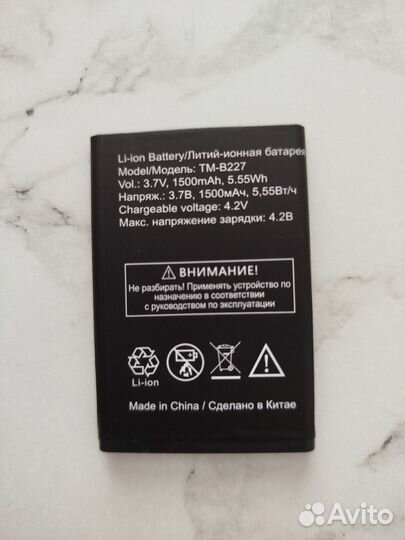 Li-ion Battery/Литий-ионная батарея
Model/Модель: TM-B227
Vol.: 3.7V, 1500mAh, 5.55Wh
Напряж.: 3.7В, 1500мАч, 5,55Вт/ч
Chargeable voltage: 4.2V
Макс. напряжение зарядки: 4.2В
ВНИМАНИЕ!
Не разбирать! Применять устройство по
назначению в соответствии
с руководством по эксплуатации
Li-ion
Made in China / Сделано в Китае
Avito